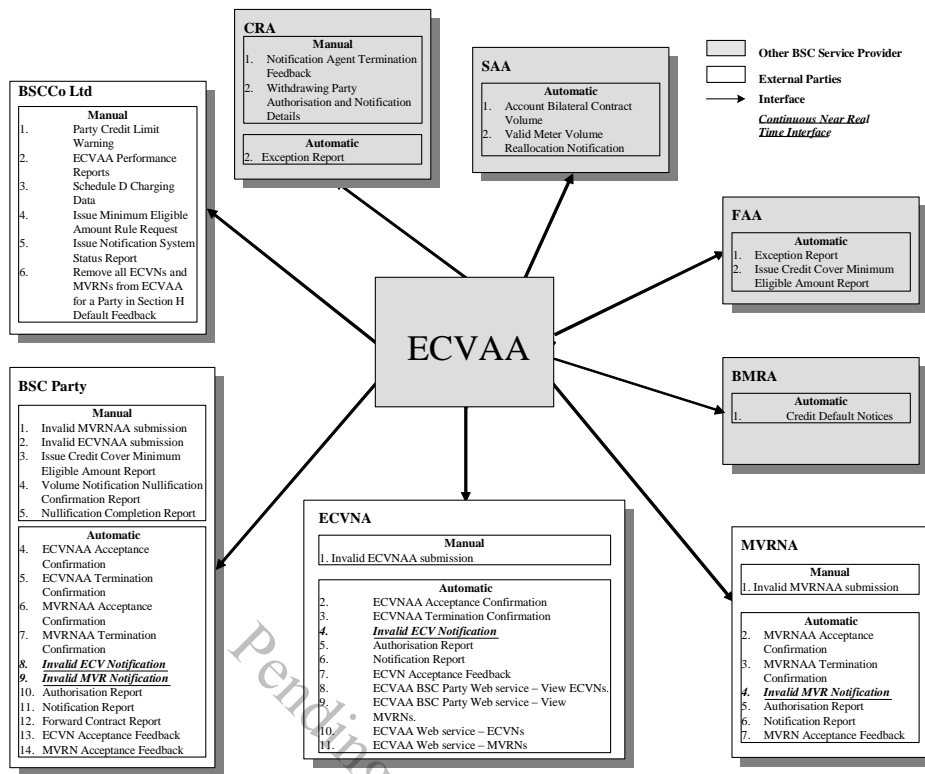 CRA
Manual
1. Notification Agent Termination
Feedback
2. Withdrawing Party
Authorisation and Notification
Details
Automatic
2. Exception Report
SAA
Automatic
1. Account Bilateral Contract
Volume
2. Valid Meter Volume
Reallocation Notification
Other BSC Service Provider
External Parties
Interface
Continuous Near Real
Time Interface
BSCCo Ltd
Manual
1. Party Credit Limit
Warning
2. ECVAA Performance
Reports
3. Schedule D Charging
Data
4. Issue Minimum Eligible
Amount Rule Request
5. Issue Notification System
Status Report
6. Remove all ECVNs and
MVRNs from ECVAA
for a Party in Section H
Default Feedback
FAA
Automatic
1. Exception Report
2. Issue Credit Cover Minimum
Eligible Amount Report
ECVAA
BMRA
Automatic
1. Credit Default Notices
BSC Party
Manual
1. Invalid MVRNAA submission
2. Invalid ECVNAA submission
3. Issue Credit Cover Minimum
Eligible Amount Report
4. Volume Notification Nullification
Confirmation Report
5. Nullification Completion Report
Automatic
4. ECVNAA Acceptance
Confirmation
5. ECVNAA Termination
Confirmation
6. MVRNAA Acceptance
Confirmation
7. MVRNAA Termination
Confirmation
8. Invalid ECV Notification
9. Invalid MVR Notification
10. Authorisation Report
11. Notification Report
12. Forward Contract Report
13. ECVN Acceptance Feedback
14. MVRN Acceptance Feedback
ECVNA
Manual
1. Invalid ECVNAA submission
Automatic
2. ECVNAA Acceptance Confirmation
3. ECVNAA Termination Confirmation
4. Invalid ECV Notification
5. Authorisation Report
6. Notification Report
7. ECVN Acceptance Feedback
8. ECVAA BSC Party Web service – View ECVNs.
9. ECVAA BSC Party Web service – View
MVRNs.
10. ECVAA Web service – ECVNs
11. ECVAA Web service – MVRNs
MVRNA
Manual
1. Invalid MVRNAA submission
Automatic
2. MVRNAA Acceptance
Confirmation
3. MVRNAA Termination
Confirmation
4. Invalid MVR Notification
5. Authorisation Report
6. Notification Report
7. MVRN Acceptance Feedback
Pending